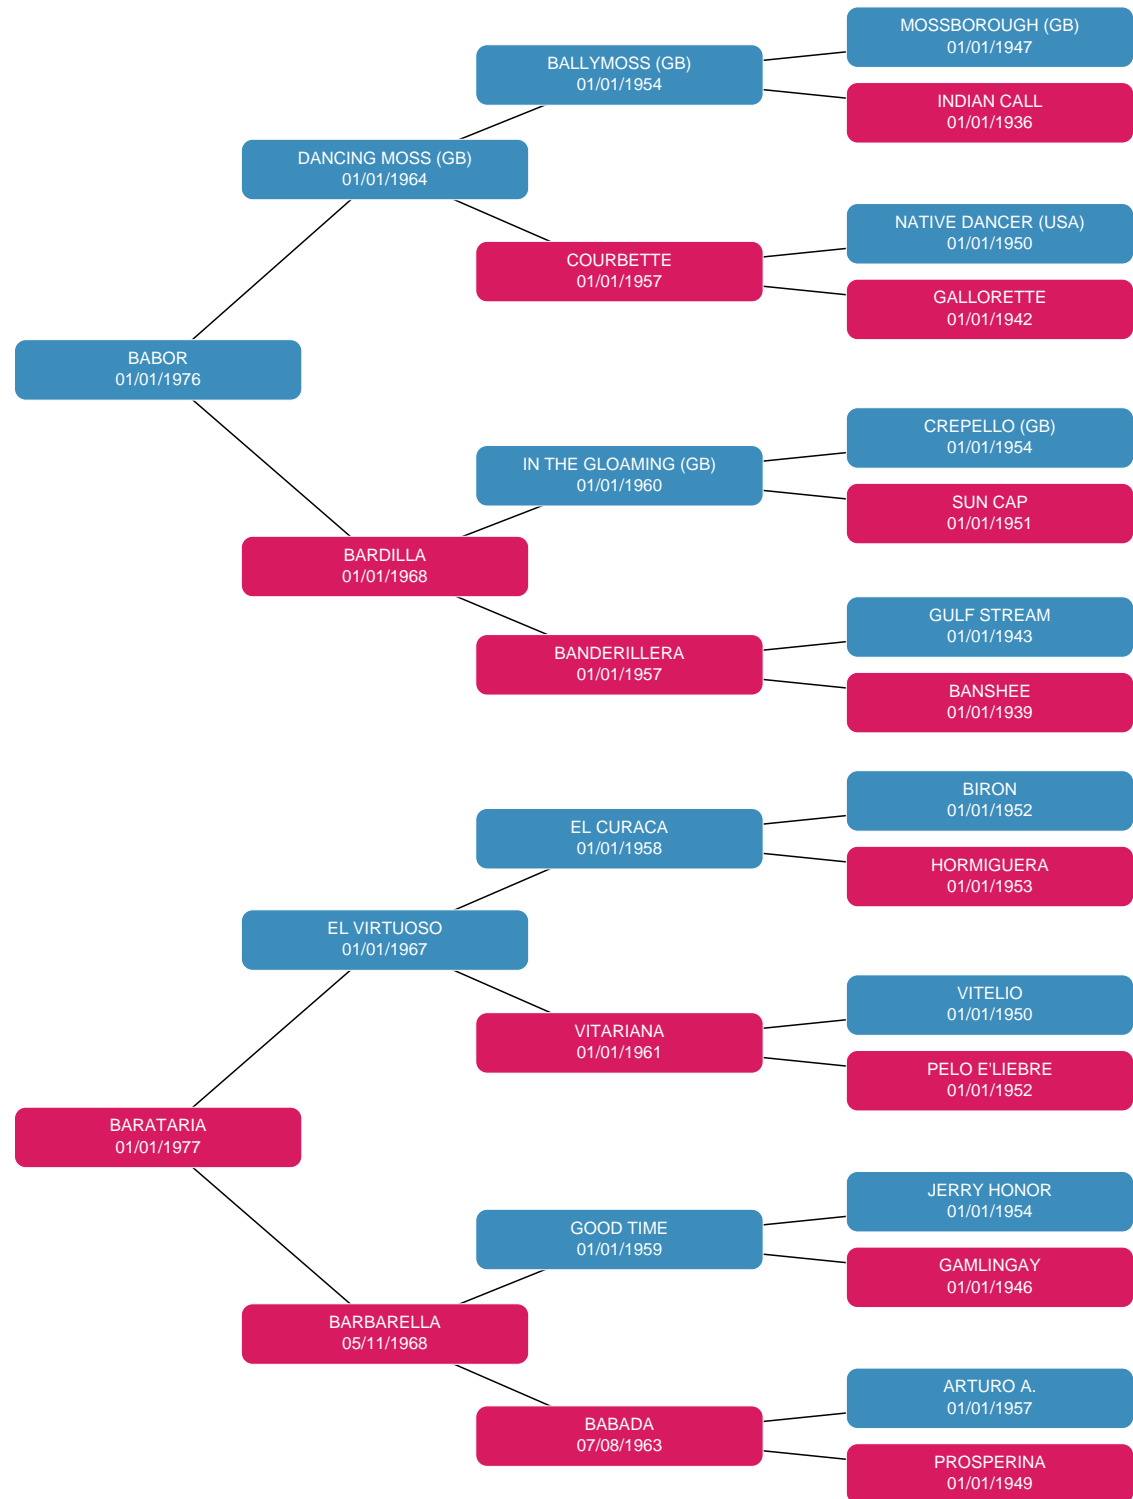 MOSSBOROUGH (GB)
01/01/1947
BALLYMOSS (GB)
01/01/1954
INDIAN CALL
01/01/1936
DANCING MOSS (GB)
01/01/1964
NATIVE DANCER (USA)
01/01/1950
COURBETTE
01/01/1957
GALLORETTE
01/01/1942
BABOR
01/01/1976
CREPELLO (GB)
01/01/1954
IN THE GLOAMING (GB)
01/01/1960
SUN CAP
01/01/1951
BARDILLA
01/01/1968
GULF STREAM
01/01/1943
BANDERILLERA
01/01/1957
BANSHEE
01/01/1939
BIRON
01/01/1952
EL CURACA
01/01/1958
HORMIGUERA
01/01/1953
EL VIRTUOSO
01/01/1967
VITELIO
01/01/1950
VITARIANA
01/01/1961
PELO E'LIEBRE
01/01/1952
BARATARIA
01/01/1977
JERRY HONOR
01/01/1954
GOOD TIME
01/01/1959
GAMLINGAY
01/01/1946
BARBARELLA
05/11/1968
ARTURO A.
01/01/1957
BABADA
07/08/1963
PROSPERINA
01/01/1949